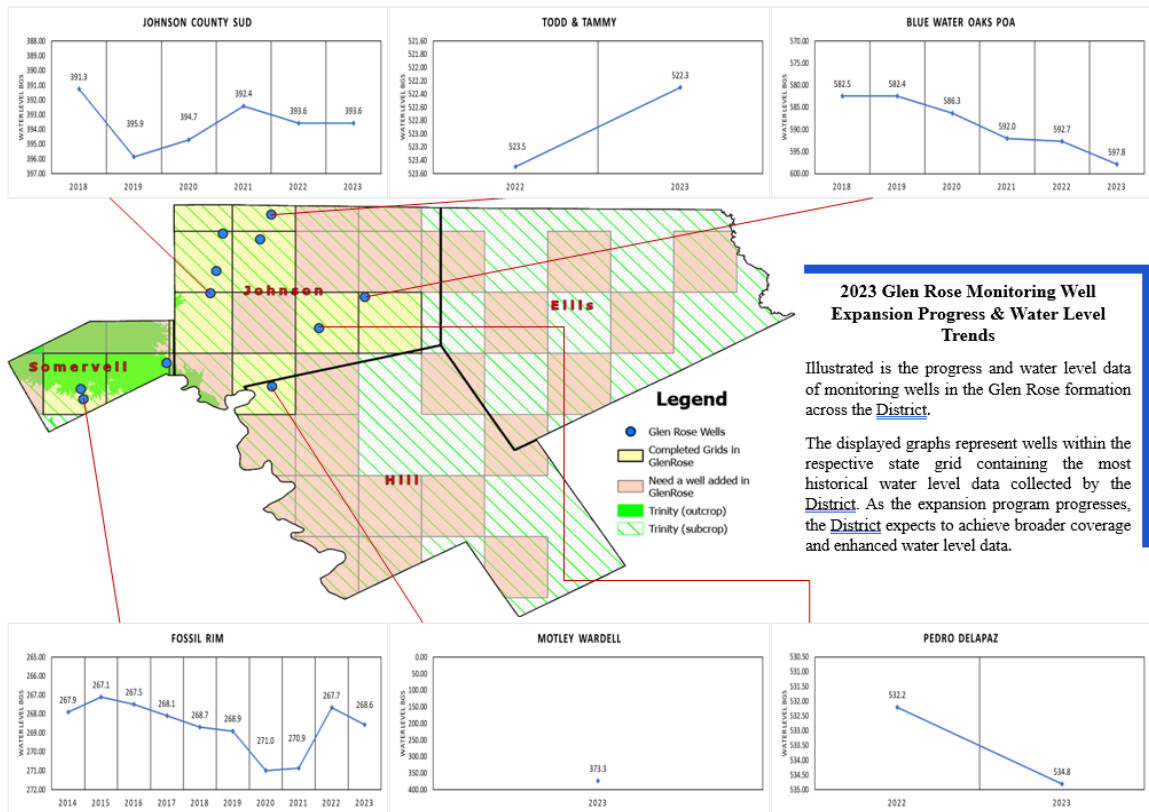 JOHNSON COUNTY SUD
WATER LEVEL BGS
388.00
389.00
390.00
391.00
392.00
393.00
394.00
395.00
396.00
397.00
391.3
395.9
394.7
392.4
393.6
393.6
2018 2019 2020 2021 2022 2023
TODD & TAMMY
WATER LEVEL BGS
521.60
521.80
522.00
522.20
522.40
522.60
522.80
523.00
523.20
523.40
523.60
523.5
522.3
2022 2023
BLUE WATER OAKS POA
WATER LEVEL BGS
570.00
575.00
580.00
585.00
590.00
595.00
600.00
582.5
582.4
586.3
592.0
592.7
597.8
2018 2019 2020 2021 2022 2023
Johnson
Ellis
Somervell
Hill
Legend
Glen Rose Wells
Completed Grids in
GlenRose
Need a well added in
GlenRose
Trinity (outcrop)
Trinity (subcrop)
2023 Glen Rose Monitoring Well
Expansion Progress & Water Level
Trends
Illustrated is the progress and water level data
of monitoring wells in the Glen Rose formation
across the District.
The displayed graphs represent wells within the
respective state grid containing the most
historical water level data collected by the
District. As the expansion program progresses,
the District expects to achieve broader coverage
and enhanced water level data.
FOSSIL RIM
WATER LEVEL BGS
265.00
266.00
267.00
268.00
269.00
270.00
271.00
272.00
267.9
267.1
267.5
268.1
268.7
268.9
271.0
270.9
267.7
268.6
2014 2015 2016 2017 2018 2019 2020 2021 2022 2023
MOTLEY WARDELL
WATER LEVEL BGS
0.00
50.00
100.00
150.00
200.00
250.00
300.00
350.00
400.00
373.3
2023
PEDRO DELAPAZ
WATER LEVEL BGS
530.50
531.00
531.50
532.00
532.50
533.00
533.50
534.00
534.50
535.00
532.2
534.8
2022 2023